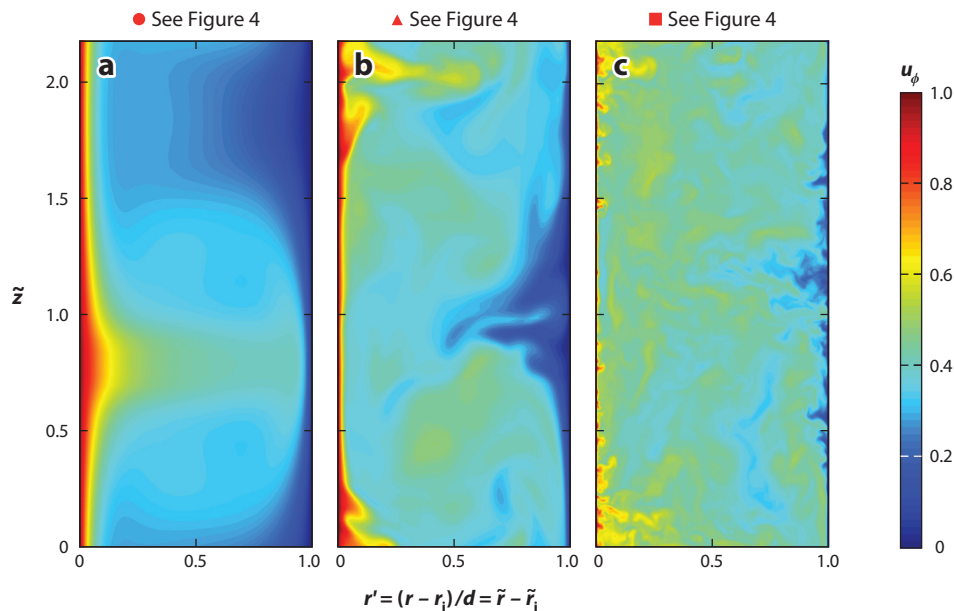 ● See Figure 4 ▲ See Figure 4 ■ See Figure 4
a b c
u_ϕ
2.0
1.5
1.0
0.5
0
z̃
0 0.5 1.0 0 0.5 1.0 0 0.5 1.0
1.0
0.8
0.6
0.4
0.2
0
r' = (r – r_i)/d = r̃ – r̃_i